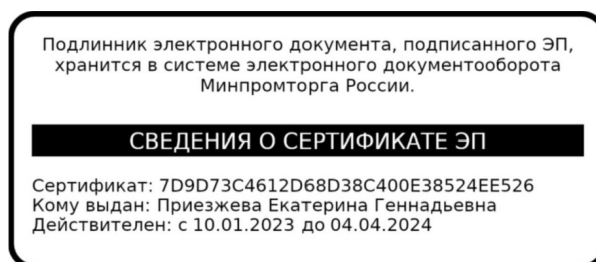 Подлинник электронного документа, подписанного ЭП,
хранится в системе электронного документооборота
Минпромторга России.
СВЕДЕНИЯ О СЕРТИФИКАТЕ ЭП
Сертификат: 7D9D73C4612D68D38C400E38524EE526
Кому выдан: Приезжева Екатерина Геннадьевна
Действителен: с 10.01.2023 до 04.04.2024